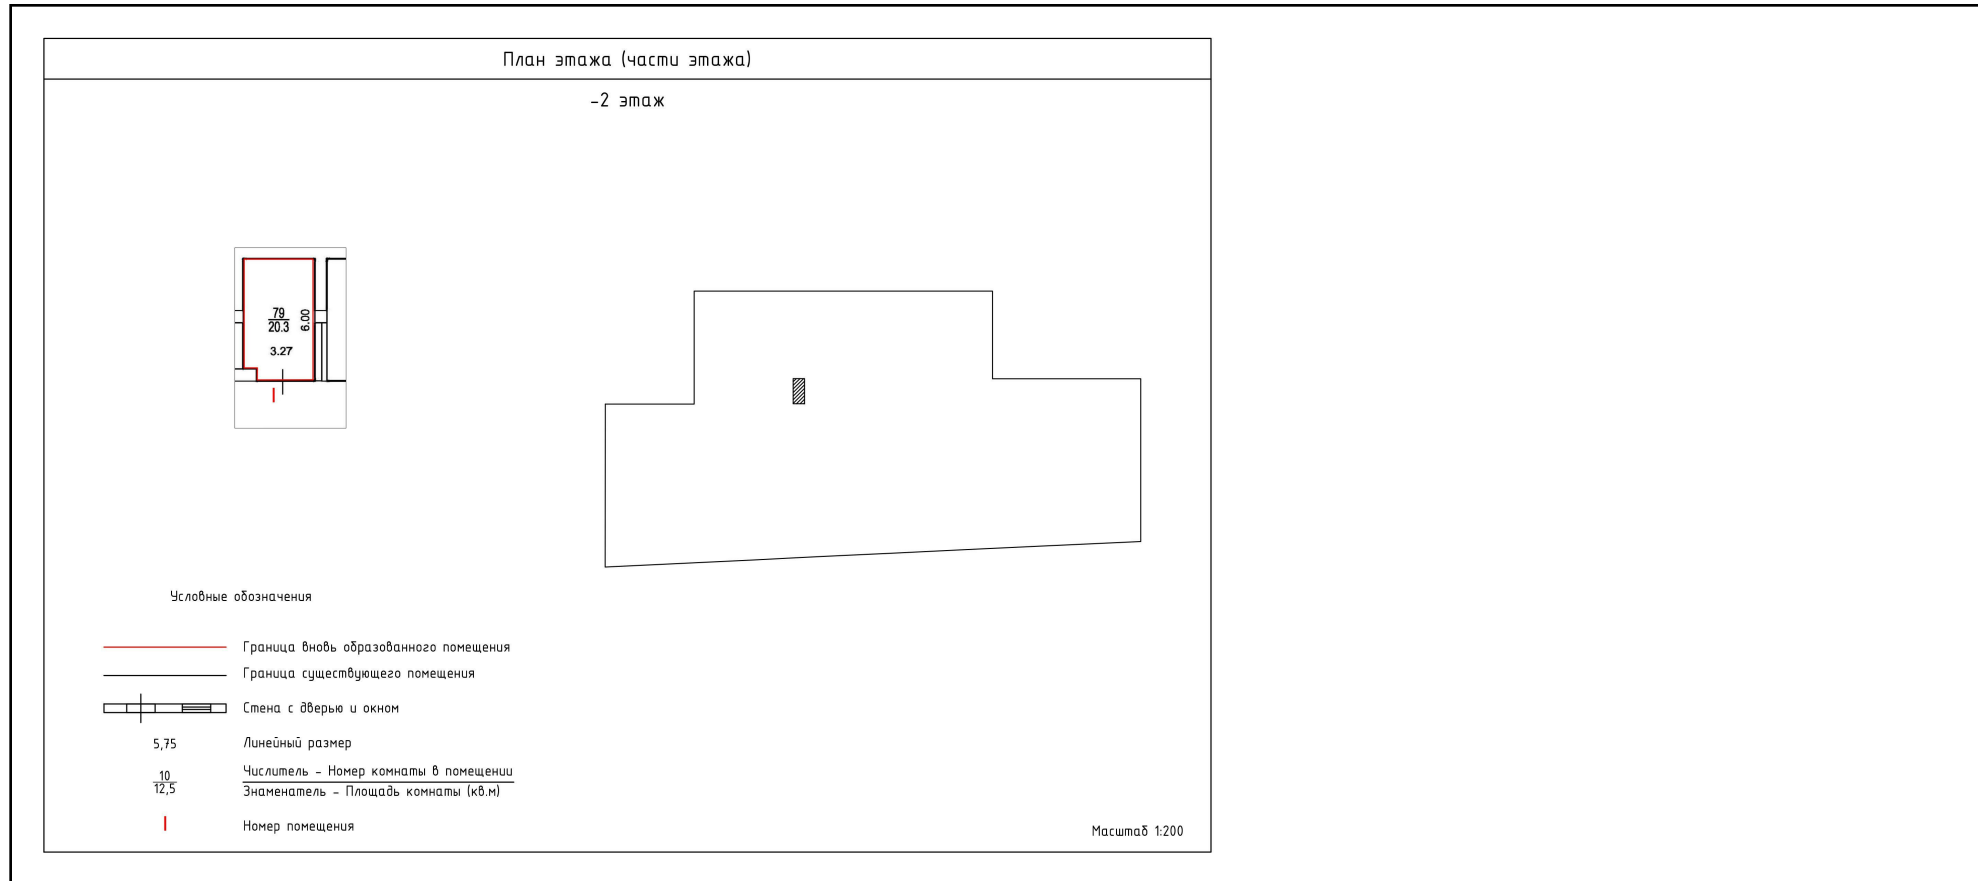 План этажа (части этажа)
-2 этаж
79
20.3
6.00
3.27
I
Условные обозначения
Граница вновь образованного помещения
Граница существующего помещения
Стена с дверью и окном
5,75 Линейный размер
10 Числитель - Номер комнаты в помещении
12,5 Знаменатель - Площадь комнаты (кв.м)
I Номер помещения
Масштаб 1:200